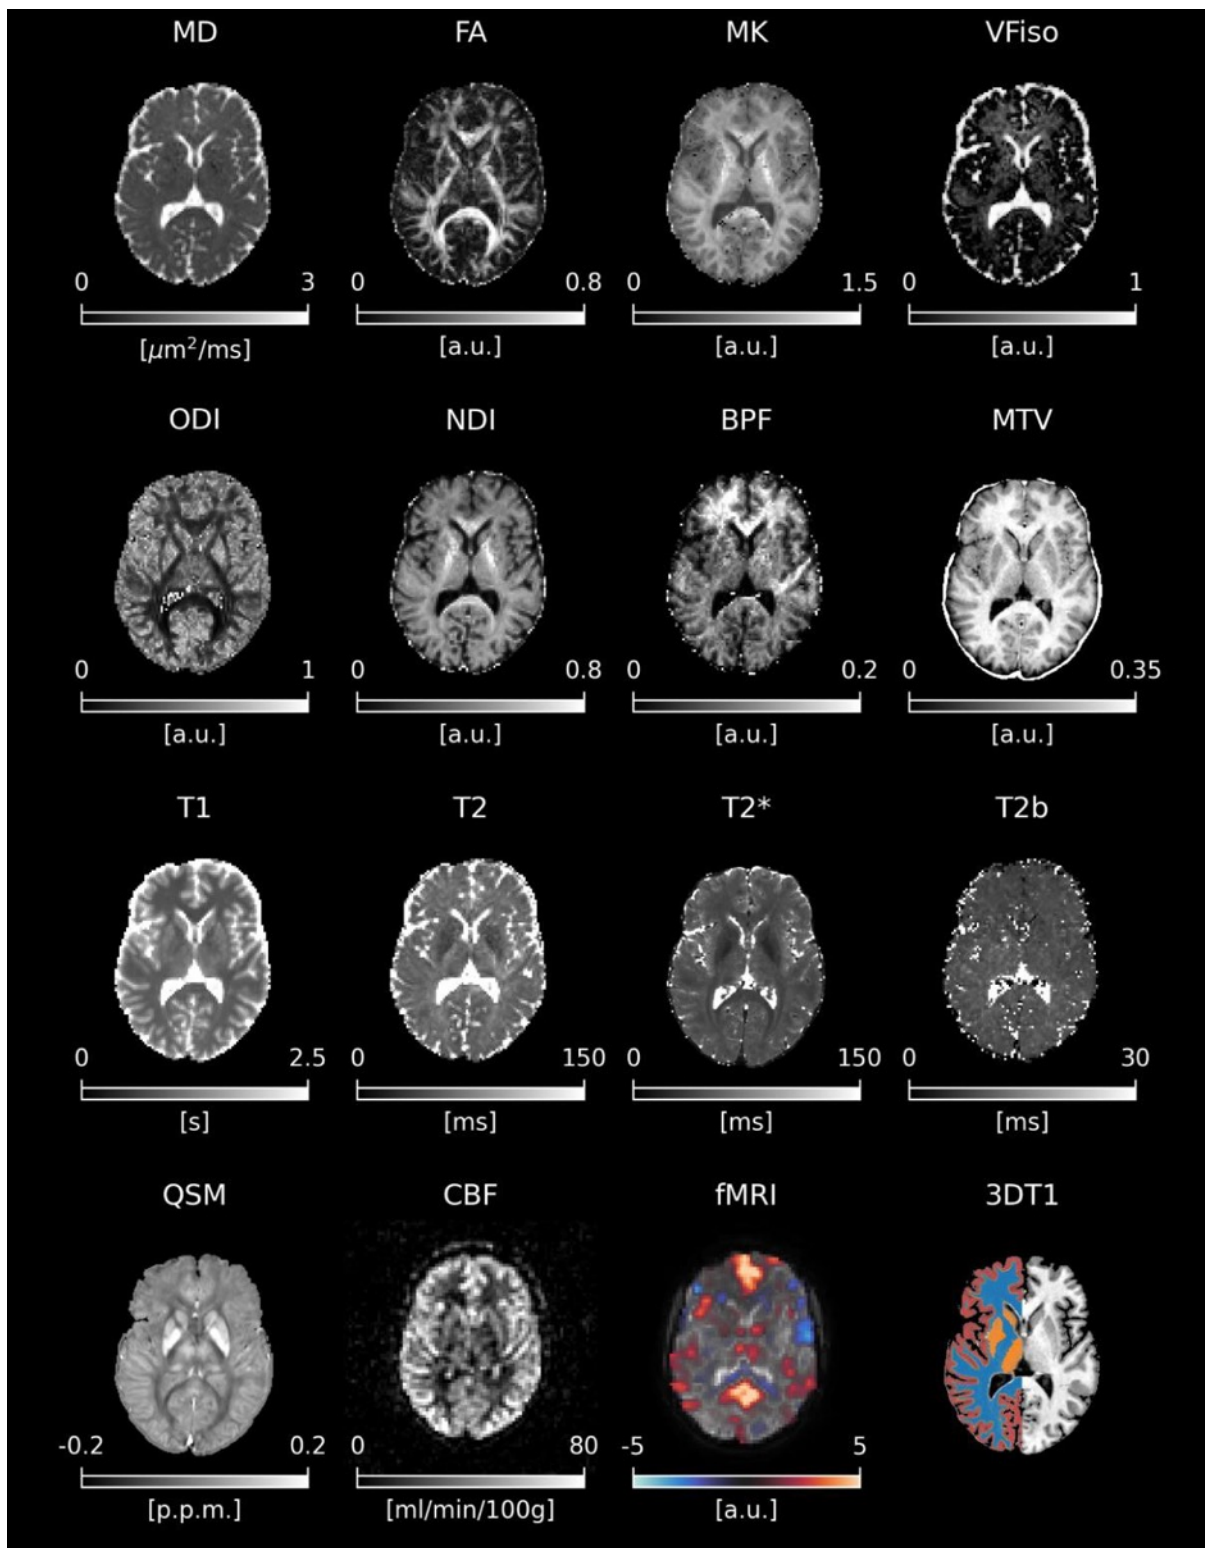 MD FA MK VFiso
0 3 0 0.8 0 1.5 0 1
[μm²/ms] [a.u.] [a.u.] [a.u.]
ODI NDI BPF MTV
0 1 0 0.8 0 0.2 0 0.35
[a.u.] [a.u.] [a.u.] [a.u.]
T1 T2 T2* T2b
0 2.5 0 150 0 150 0 30
[s] [ms] [ms] [ms]
QSM CBF fMRI 3DT1
-0.2 0.2 0 80 -5 5
[p.p.m.] [ml/min/100g] [a.u.]